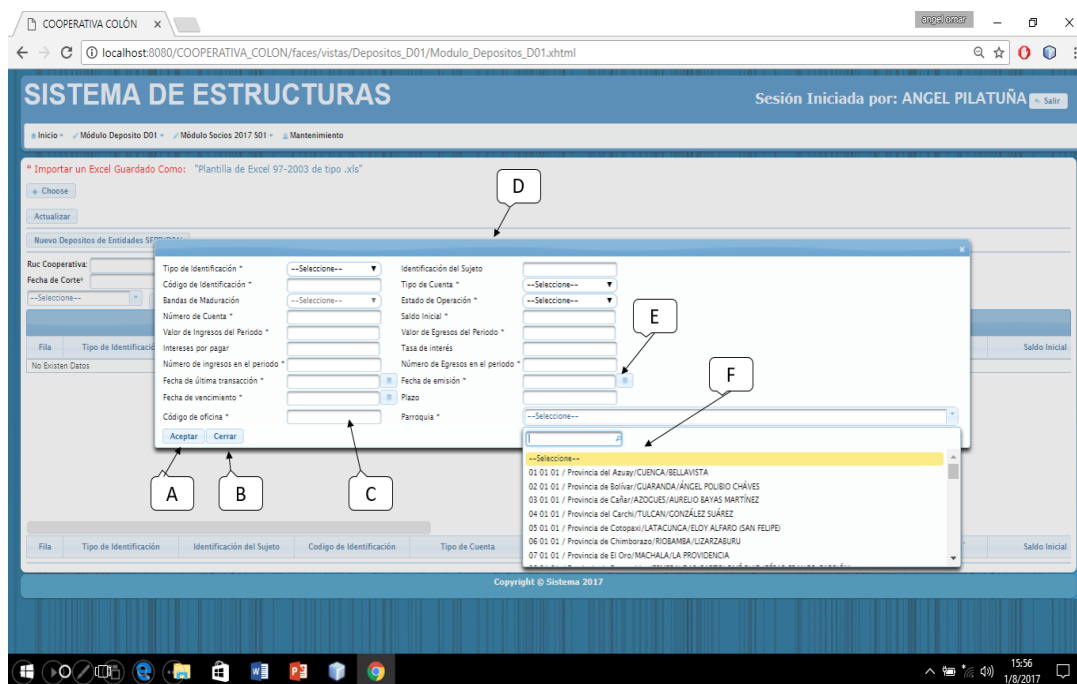 COOPERATIVA COLÓN
angel omar
localhost:8080/COOPERATIVA_COLON/faces/vistas/Depositos_D01/Modulo_Depositos_D01.xhtml
SISTEMA DE ESTRUCTURAS
Sesión Iniciada por: ANGEL PILATUÑA
Salir
Inicio Módulo Deposito D01 Módulo Socios 2017 S01 Mantenimiento
* Importar un Excel Guardado Como: "Plantilla de Excel 97-2003 de tipo .xls"
Choose
D
Actualizar
Nuevo Depositos de Entidades
Ruc Cooperativa:
Fecha de Corte
--Seleccione--
Tipo de Identificación * --Seleccione-- Identificación del Sujeto
Código de Identificación * Tipo de Cuenta * --Seleccione--
Bandas de Maduración --Seleccione-- Estado de Operación * --Seleccione--
Número de Cuenta * Saldo Inicial *
E
Valor de Ingresos del Periodo * Valor de Egresos del Periodo *
Fila Tipo de Identificació Intereses por pagar Tasa de interés Saldo Inicial
No Existen Datos Número de ingresos en el periodo * Número de Egresos en el periodo *
F
Fecha de última transacción * Fecha de emisión *
Fecha de vencimiento * Plazo
Código de oficina * Parroquia * --Seleccione--
Aceptar Cerrar
--Seleccione--
01 01 01 / Provincia del Azuay/CUENCA/BELLAVISTA
02 01 01 / Provincia de Bolívar/GUARANDA/ÁNGEL POLIBIO CHÁVES
A B C
03 01 01 / Provincia de Cañar/AZOGUES/AURELIO BAYAS MARTÍNEZ
04 01 01 / Provincia del Carchi/TULCAN/GONZÁLEZ SUÁREZ
05 01 01 / Provincia de Cotopaxi/LATACUNGA/ELOY ALFARO (SAN FELIPE)
06 01 01 / Provincia de Chimborazo/RIOBAMBA/LIZARZABURU
07 01 01 / Provincia de El Oro/MACHALA/LA PROVIDENCIA
Fila Tipo de Identificación Identificación del Sujeto Codigo de Identificación Tipo de Cuenta Saldo Inicial
Copyright © Sistema 2017
15:56
1/8/2017